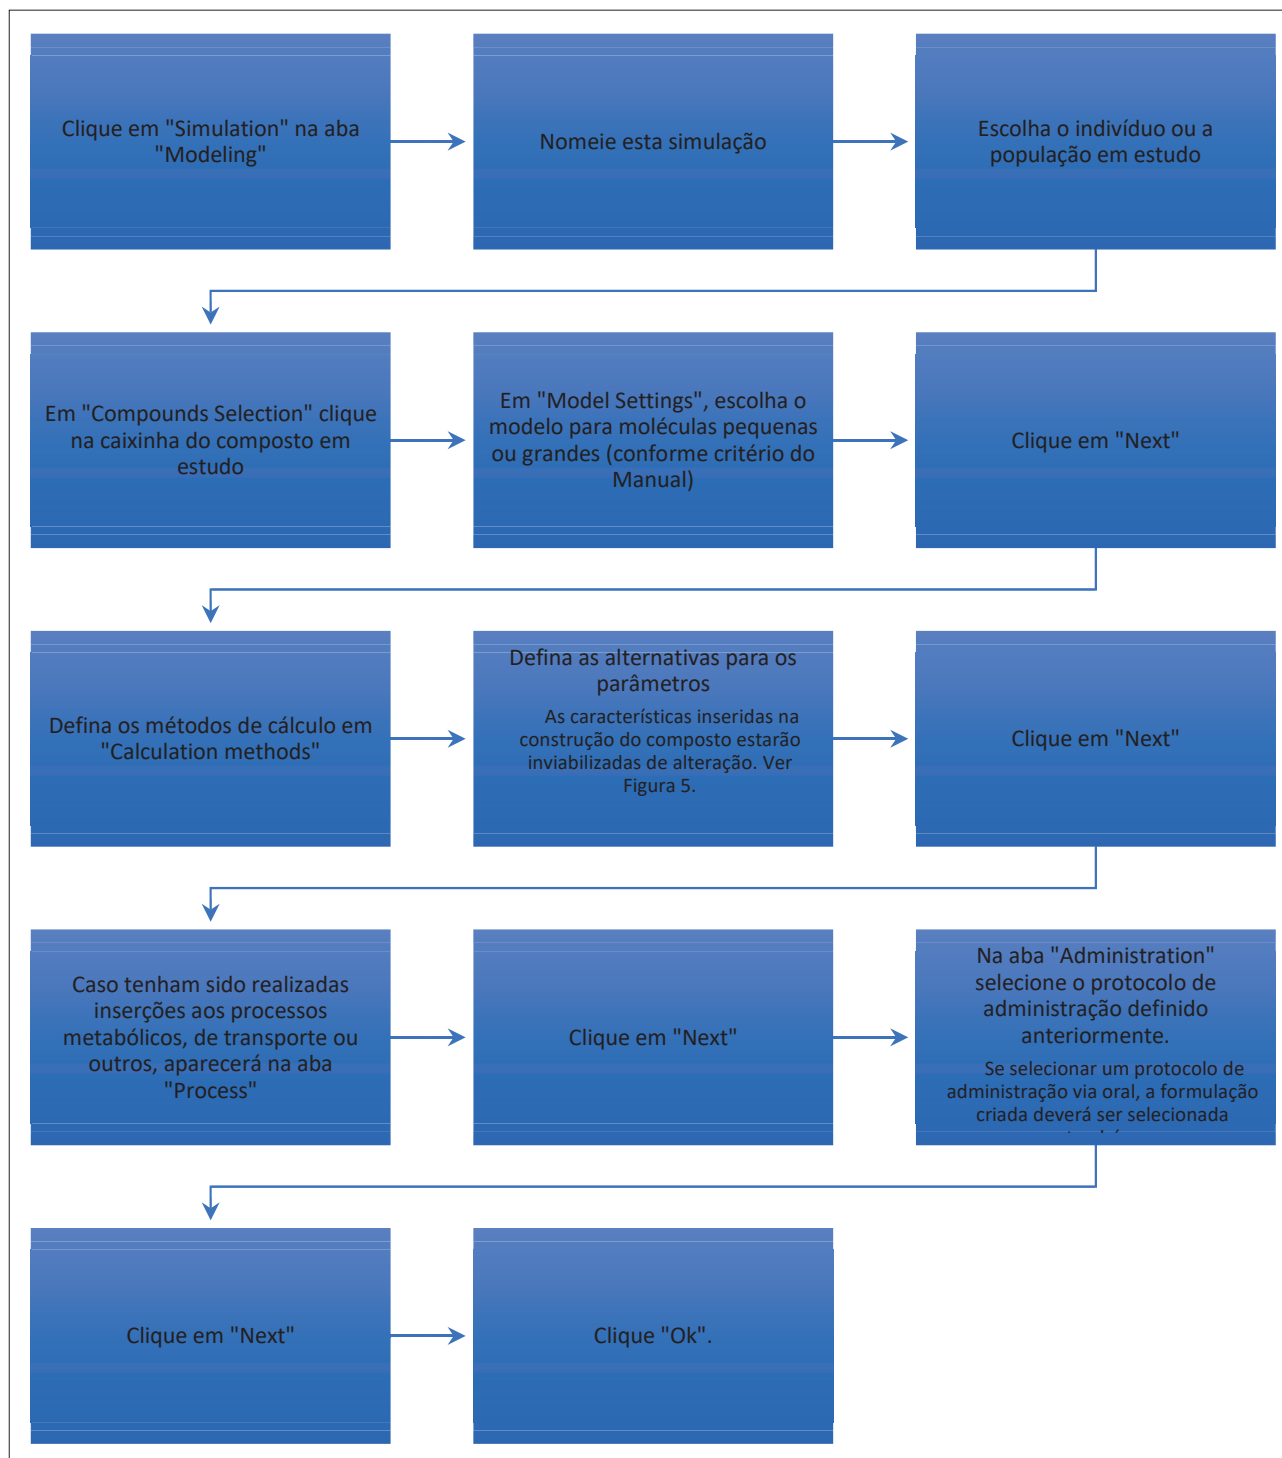 Clique em "Simulation" na aba
"Modeling"
Nomeie esta simulação
Escolha o indivíduo ou a
população em estudo
Em "Compounds Selection" clique
na caixinha do composto em
estudo
Em "Model Settings", escolha o
modelo para moléculas pequenas
ou grandes (conforme critério do
Manual)
Clique em "Next"
Defina os métodos de cálculo em
"Calculation methods"
Defina as alternativas para os
parâmetros
As características inseridas na
construção do composto estarão
inviabilizadas de alteração. Ver
Figura 5.
Clique em "Next"
Caso tenham sido realizadas
inserções aos processos
metabólicos, de transporte ou
outros, aparecerá na aba
"Process"
Clique em "Next"
Na aba "Administration"
selecione o protocolo de
administração definido
anteriormente.
Se selecionar um protocolo de
administração via oral, a formulação
criada deverá ser selecionada
Clique em "Next"
Clique "Ok".